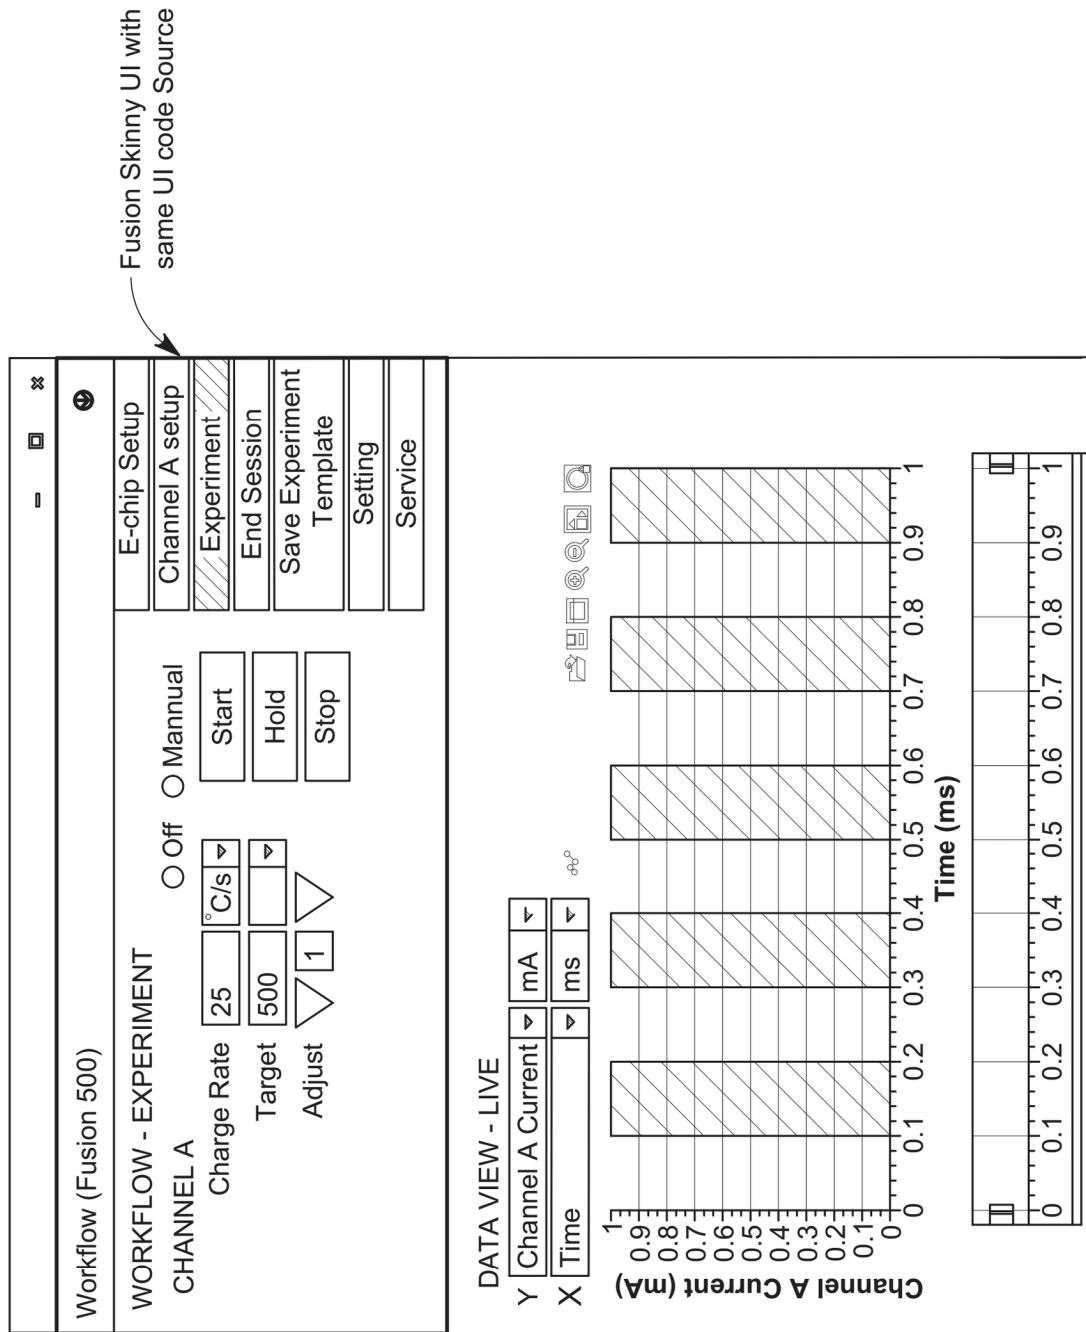 Fusion Skinny UI with
same UI code Source
Workflow (Fusion 500)
WORKFLOW - EXPERIMENT
CHANNEL A
Off
Mannual
Charge Rate
25
°C/s
Start
Target
500
Hold
Adjust
1
Stop
E-chip Setup
Channel A setup
Experiment
End Session
Save Experiment
Template
Setting
Service
DATA VIEW - LIVE
Y
Channel A Current
mA
X
Time
ms
Channel A Current (mA)
1
0.9
0.8
0.7
0.6
0.5
0.4
0.3
0.2
0.1
0 0.1 0.2 0.3 0.4 0.5 0.6 0.7 0.8 0.9 1
Time (ms)
0 0.1 0.2 0.3 0.4 0.5 0.6 0.7 0.8 0.9 1